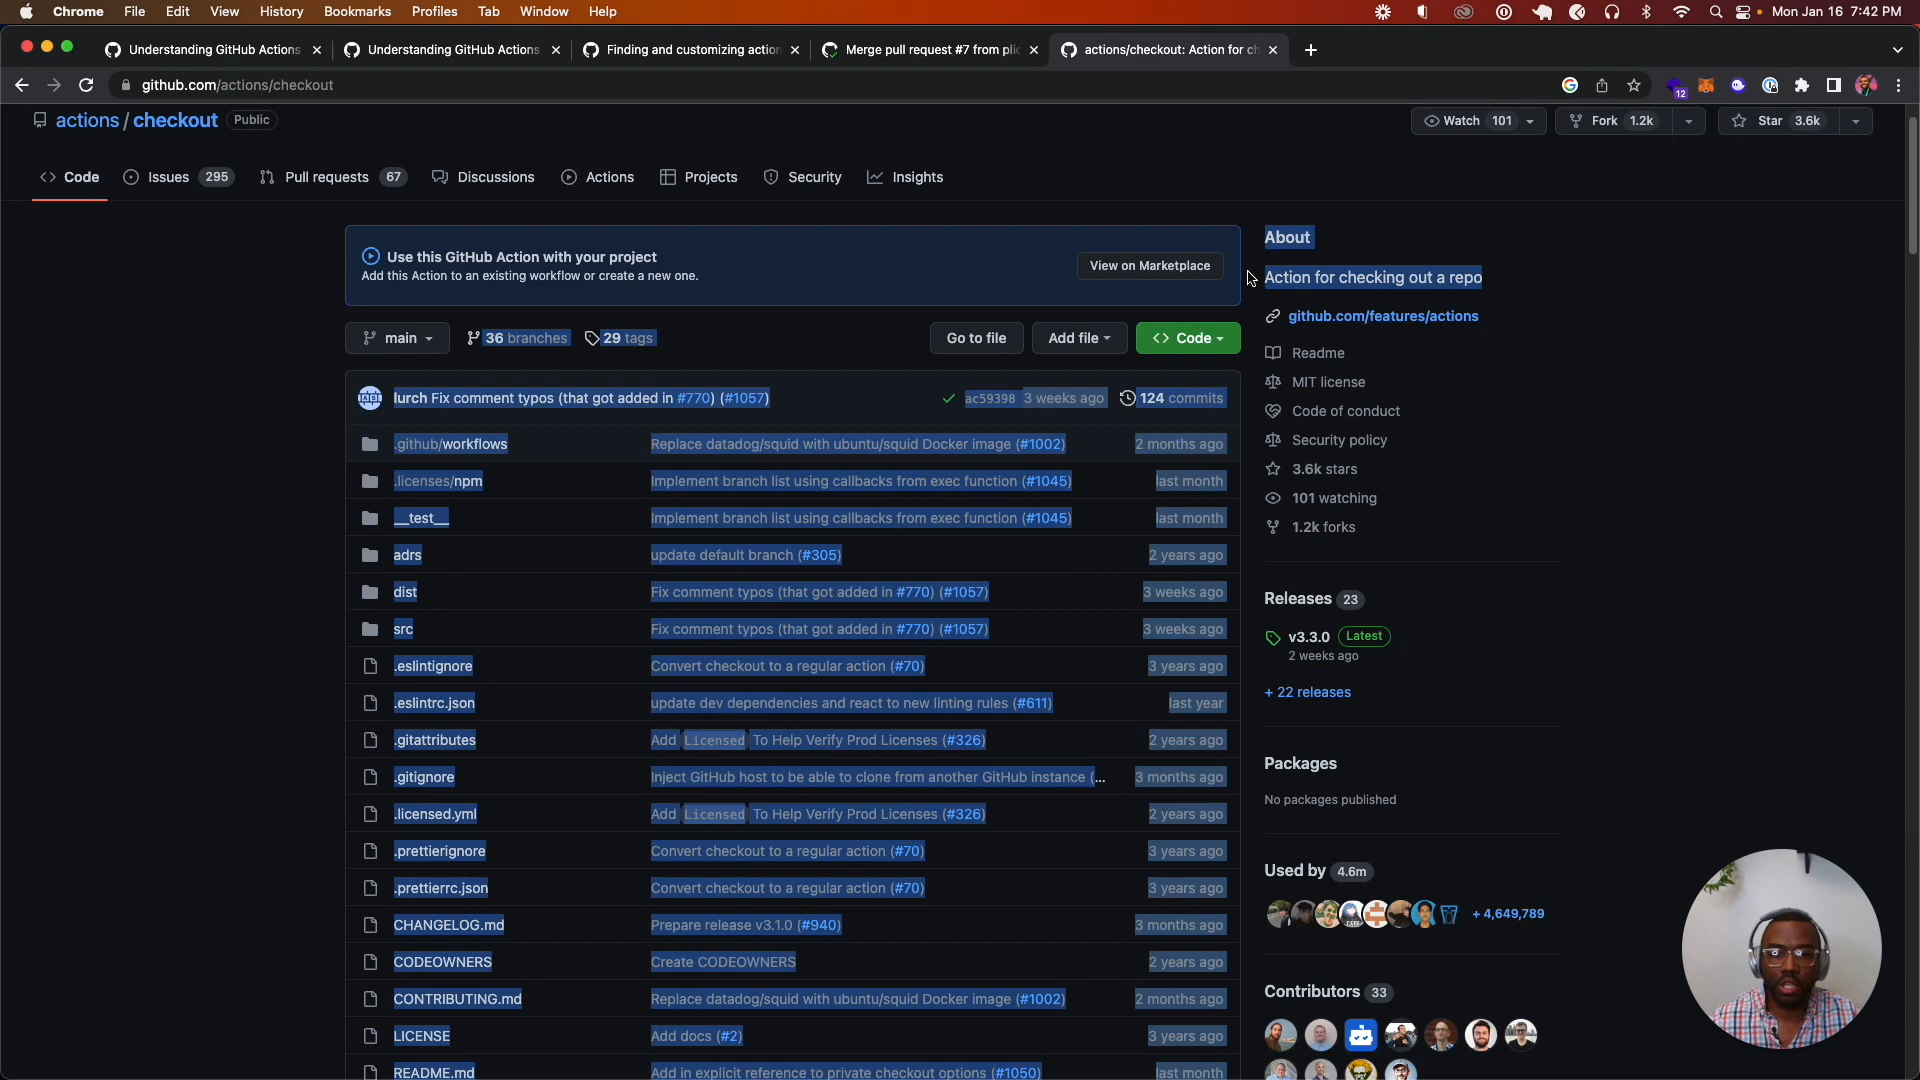 Chrome File Edit View History Bookmarks Profiles Tab Window Help Mon Jan 16 7:42 PM
Understanding GitHub Actions Understanding GitHub Actions Finding and customizing action Merge pull request #7 from plic actions/checkout: Action for ch
github.com/actions/checkout 12
actions / checkout Public Watch 101 Fork 1.2k Star 3.6k
Code Issues 295 Pull requests 67 Discussions Actions Projects Security Insights
Use this GitHub Action with your project
Add this Action to an existing workflow or create a new one.
View on Marketplace
main 36 branches 29 tags Go to file Add file Code
lurch Fix comment typos (that got added in #770) (#1057) ac59398 3 weeks ago 124 commits
.github/workflows Replace datadog/squid with ubuntu/squid Docker image (#1002) 2 months ago
.licenses/npm Implement branch list using callbacks from exec function (#1045) last month
__test__ Implement branch list using callbacks from exec function (#1045) last month
adrs update default branch (#305) 2 years ago
dist Fix comment typos (that got added in #770) (#1057) 3 weeks ago
src Fix comment typos (that got added in #770) (#1057) 3 weeks ago
.eslintignore Convert checkout to a regular action (#70) 3 years ago
.eslintrc.json update dev dependencies and react to new linting rules (#611) last year
.gitattributes Add Licensed To Help Verify Prod Licenses (#326) 2 years ago
.gitignore Inject GitHub host to be able to clone from another GitHub instance (... 3 months ago
.licensed.yml Add Licensed To Help Verify Prod Licenses (#326) 2 years ago
.prettierignore Convert checkout to a regular action (#70) 3 years ago
.prettierrc.json Convert checkout to a regular action (#70) 3 years ago
CHANGELOG.md Prepare release v3.1.0 (#940) 3 months ago
CODEOWNERS Create CODEOWNERS 2 years ago
CONTRIBUTING.md Replace datadog/squid with ubuntu/squid Docker image (#1002) 2 months ago
LICENSE Add docs (#2) 3 years ago
README.md Add in explicit reference to private checkout options (#1050) last month
About
Action for checking out a repo
github.com/features/actions
Readme
MIT license
Code of conduct
Security policy
3.6k stars
101 watching
1.2k forks
Releases 23
v3.3.0 Latest
2 weeks ago
+ 22 releases
Packages
No packages published
Used by 4.6m
+ 4,649,789
Contributors 33